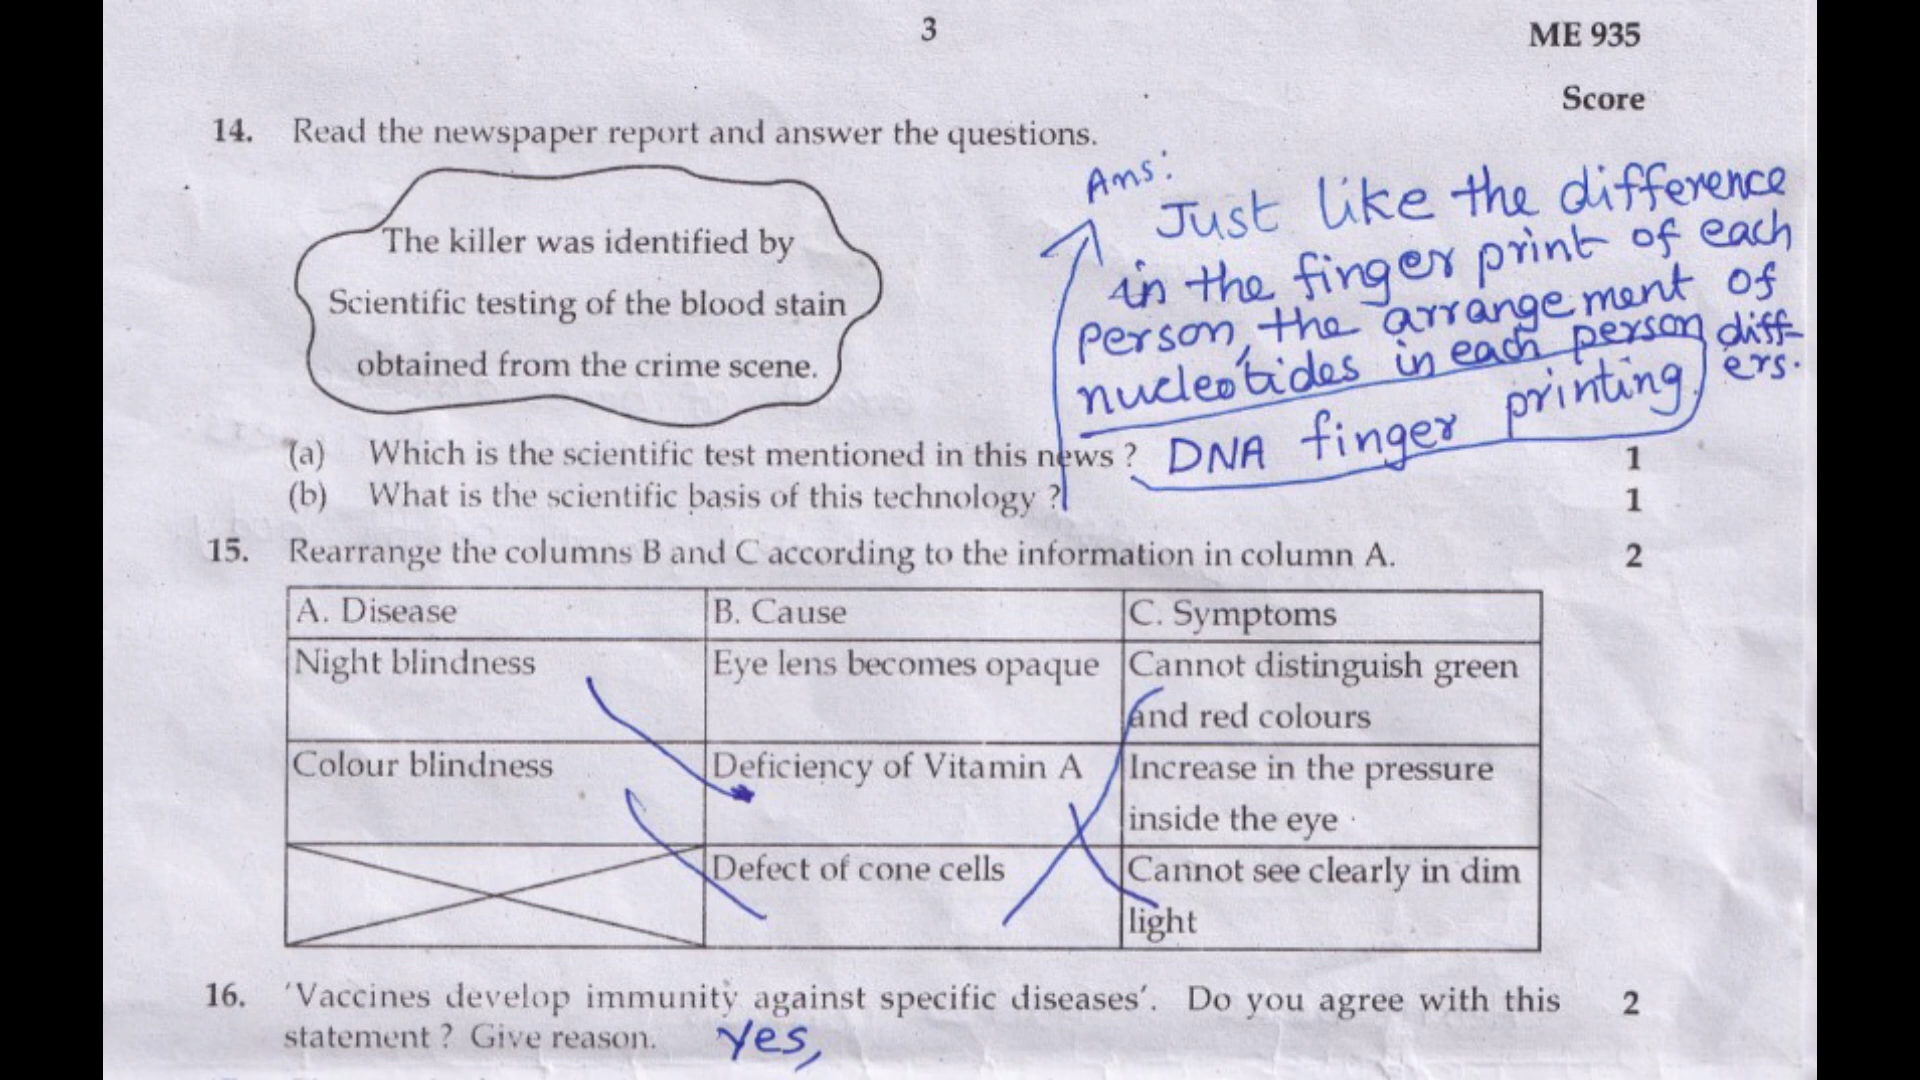 3
ME 935
Score
14. Read the newspaper report and answer the questions.
The killer was identified by
Scientific testing of the blood stain
obtained from the crime scene.
Ans:
Just like the difference
in the finger print of each
person, the arrangement of
nucleotides in each person diff-
ers.
(a) Which is the scientific test mentioned in this news ? DNA finger printing 1
(b) What is the scientific basis of this technology ? 1
15. Rearrange the columns B and C according to the information in column A. 2
A. Disease B. Cause C. Symptoms
Night blindness Eye lens becomes opaque Cannot distinguish green
and red colours
Colour blindness Deficiency of Vitamin A Increase in the pressure
inside the eye
Defect of cone cells Cannot see clearly in dim
light
16. 'Vaccines develop immunity against specific diseases'. Do you agree with this 2
statement ? Give reason. Yes,